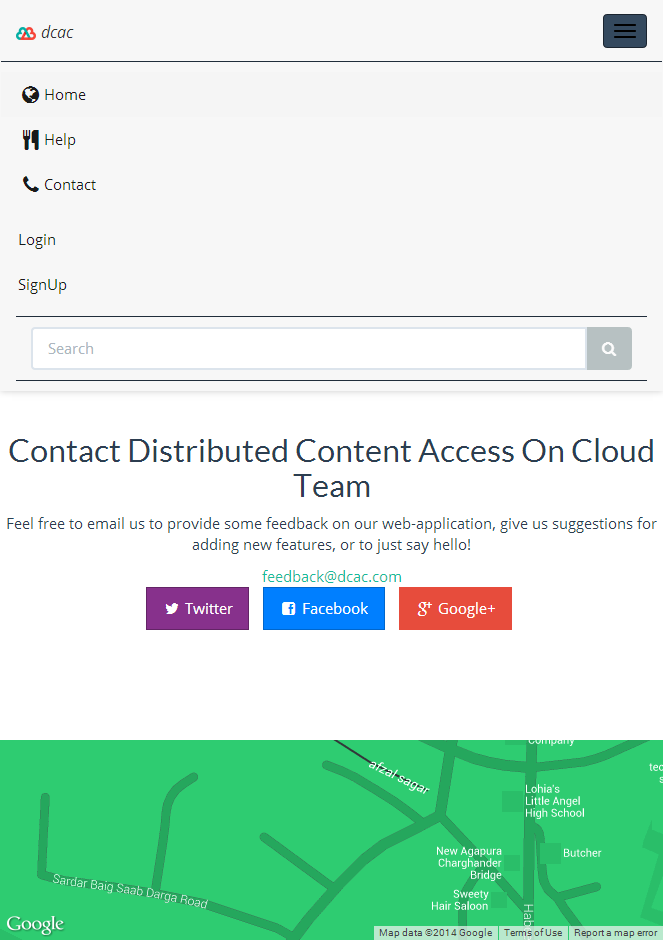 dcac
Home
Help
Contact
Login
SignUp
Search
Contact Distributed Content Access On Cloud
Team
Feel free to email us to provide some feedback on our web-application, give us suggestions for
adding new features, or to just say hello!
feedback@dcac.com
Twitter
Facebook
Google+
Company
afzal sagar
Lohia's
Little Angel
High School
New Agapura
Charghander
Bridge
Butcher
Sweety
Hair Saloon
Sardar Baig Saab Darga Road
Google
Map data ©2014 Google
Terms of Use
Report a map error